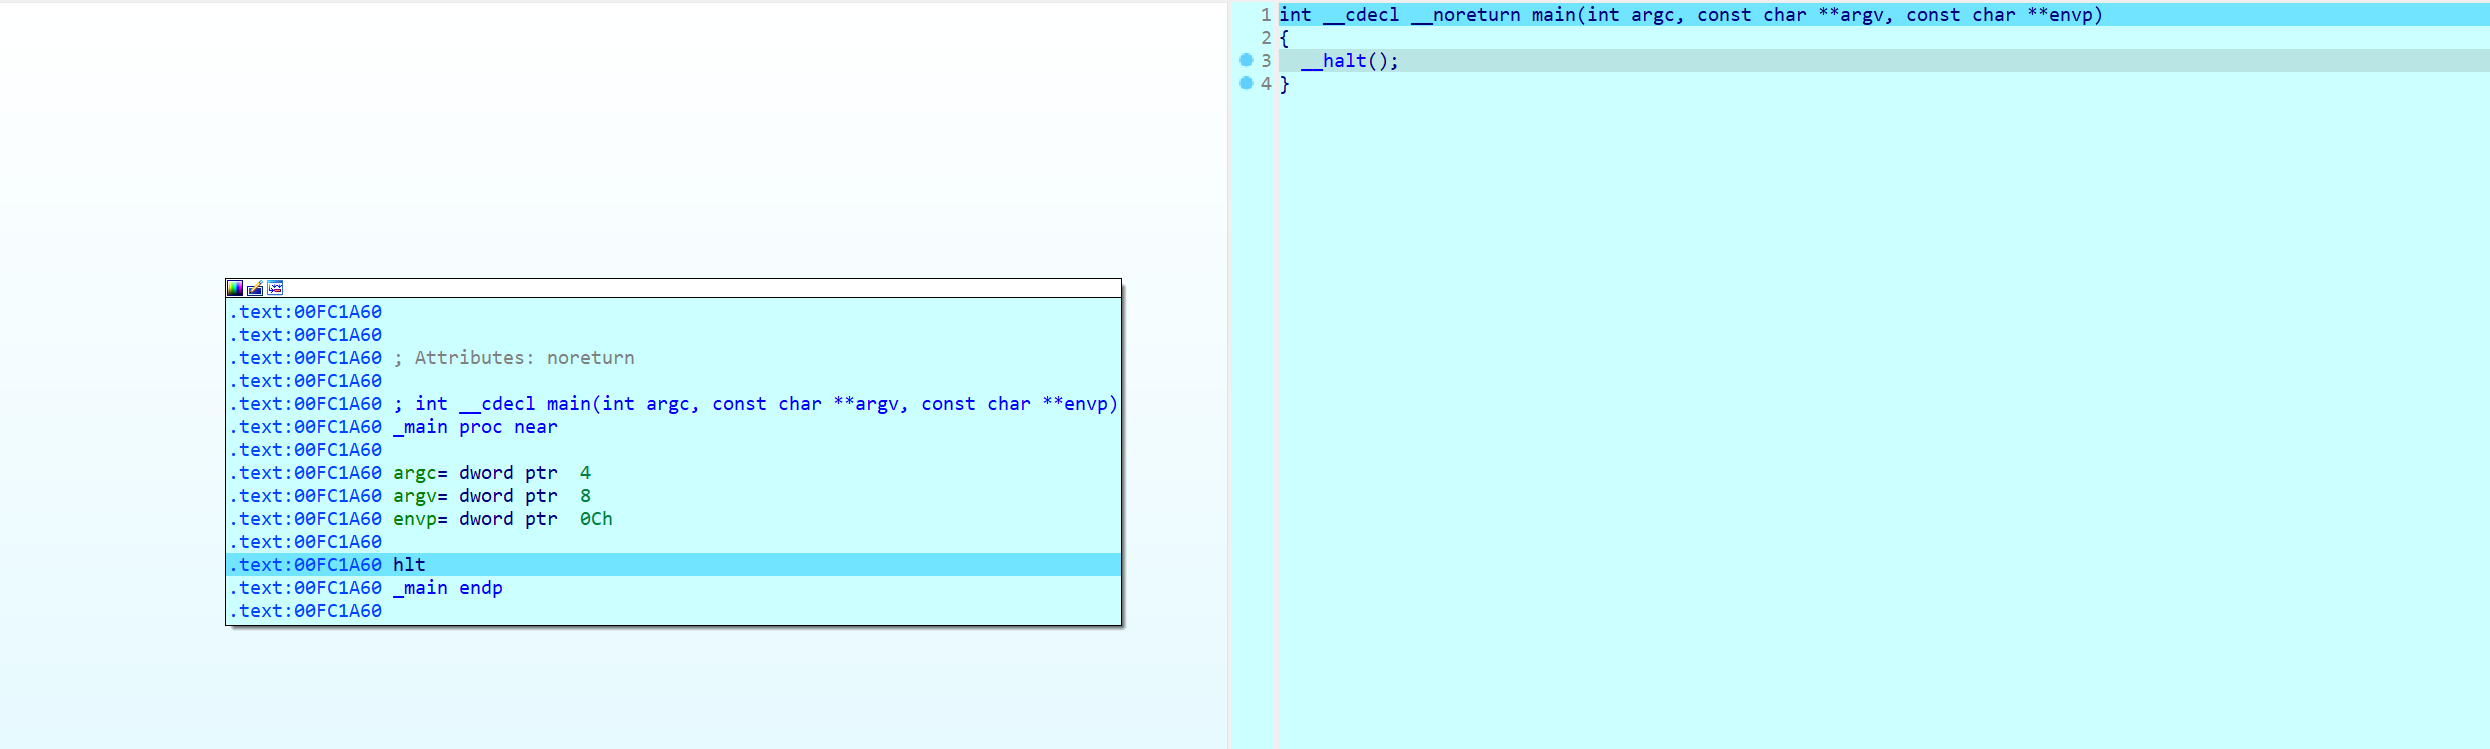 .text:00FC1A60
.text:00FC1A60
.text:00FC1A60 ; Attributes: noreturn
.text:00FC1A60
.text:00FC1A60 ; int __cdecl main(int argc, const char **argv, const char **envp)
.text:00FC1A60 _main proc near
.text:00FC1A60
.text:00FC1A60 argc= dword ptr  4
.text:00FC1A60 argv= dword ptr  8
.text:00FC1A60 envp= dword ptr  0Ch
.text:00FC1A60
.text:00FC1A60 hlt
.text:00FC1A60 _main endp
.text:00FC1A60
1 int __cdecl __noreturn main(int argc, const char **argv, const char **envp)
2 {
3   __halt();
4 }